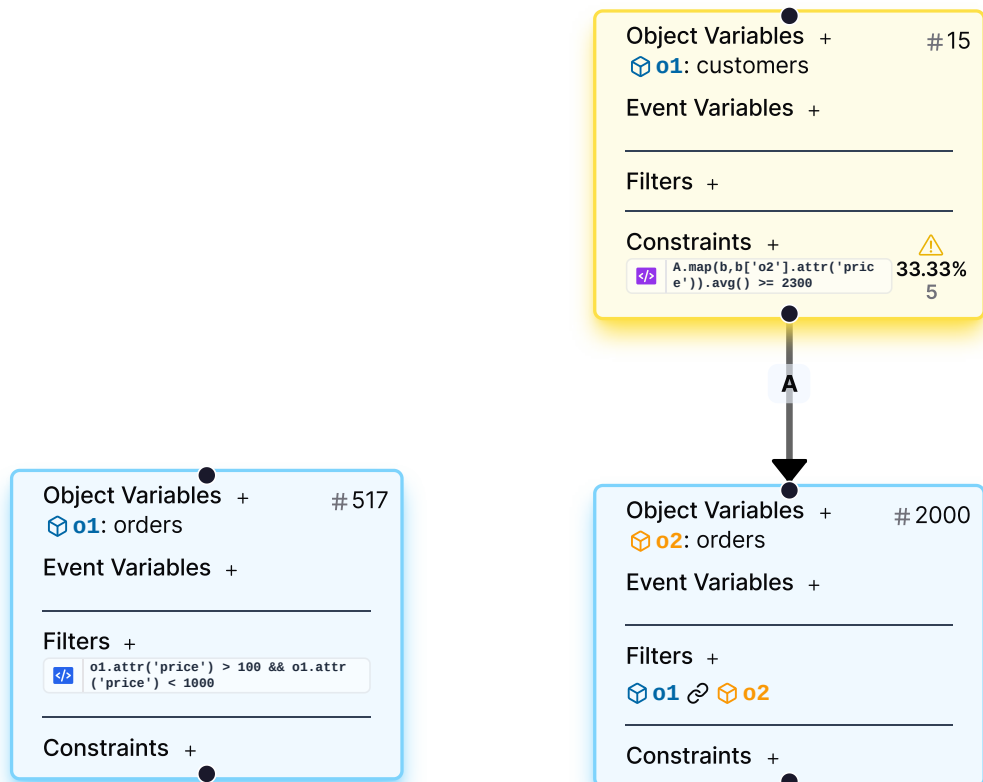 Object Variables +
#15
o1: customers
Event Variables +
Filters +
Constraints +
A.map(b,b['o2'].attr('pric
e')).avg() >= 2300
33.33%
5
A
Object Variables +
#517
o1: orders
Event Variables +
Filters +
o1.attr('price') > 100 && o1.attr
('price') < 1000
Constraints +
Object Variables +
#2000
o2: orders
Event Variables +
Filters +
o1 o2
Constraints +